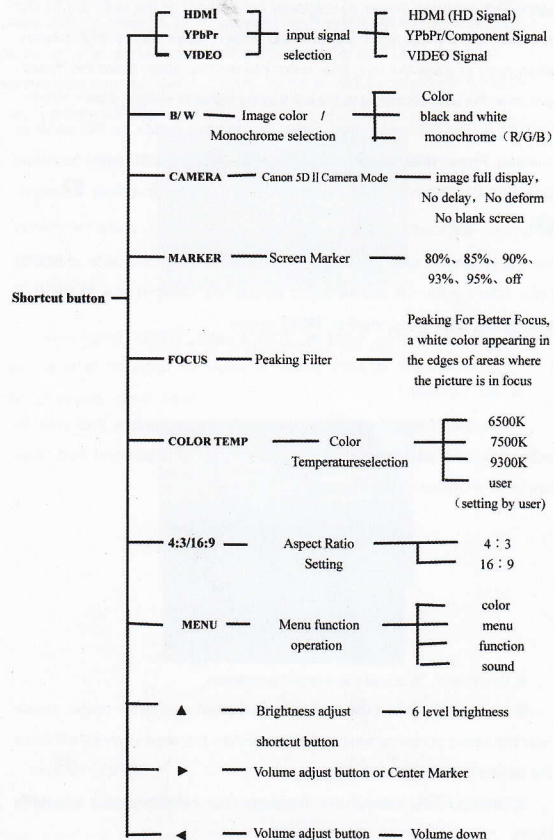 HDMI HDMI (HD Signal)
YPbPr input signal YPbPr/Component Signal
VIDEO selection VIDEO Signal
Color
B/W Image color / black and white
Monochrome selection monochrome（R/G/B）
CAMERA Canon 5D II Camera Mode image full display，
No delay，No deform
No blank screen
MARKER Screen Marker 80%、85%、90%、
93%、95%、off
Shortcut button
Peaking For Better Focus,
a white color appearing in
the edges of areas where
FOCUS Peaking Filter
the picture is in focus
6500K
COLOR TEMP Color 7500K
Temperatureselection 9300K
user
（setting by user）
4:3/16:9 Aspect Ratio 4：3
Setting 16：9
color
MENU Menu function menu
operation function
sound
▲ Brightness adjust 6 level brightness
shortcut button
▶ Volume adjust button or Center Marker
◀ Volume adjust button Volume down